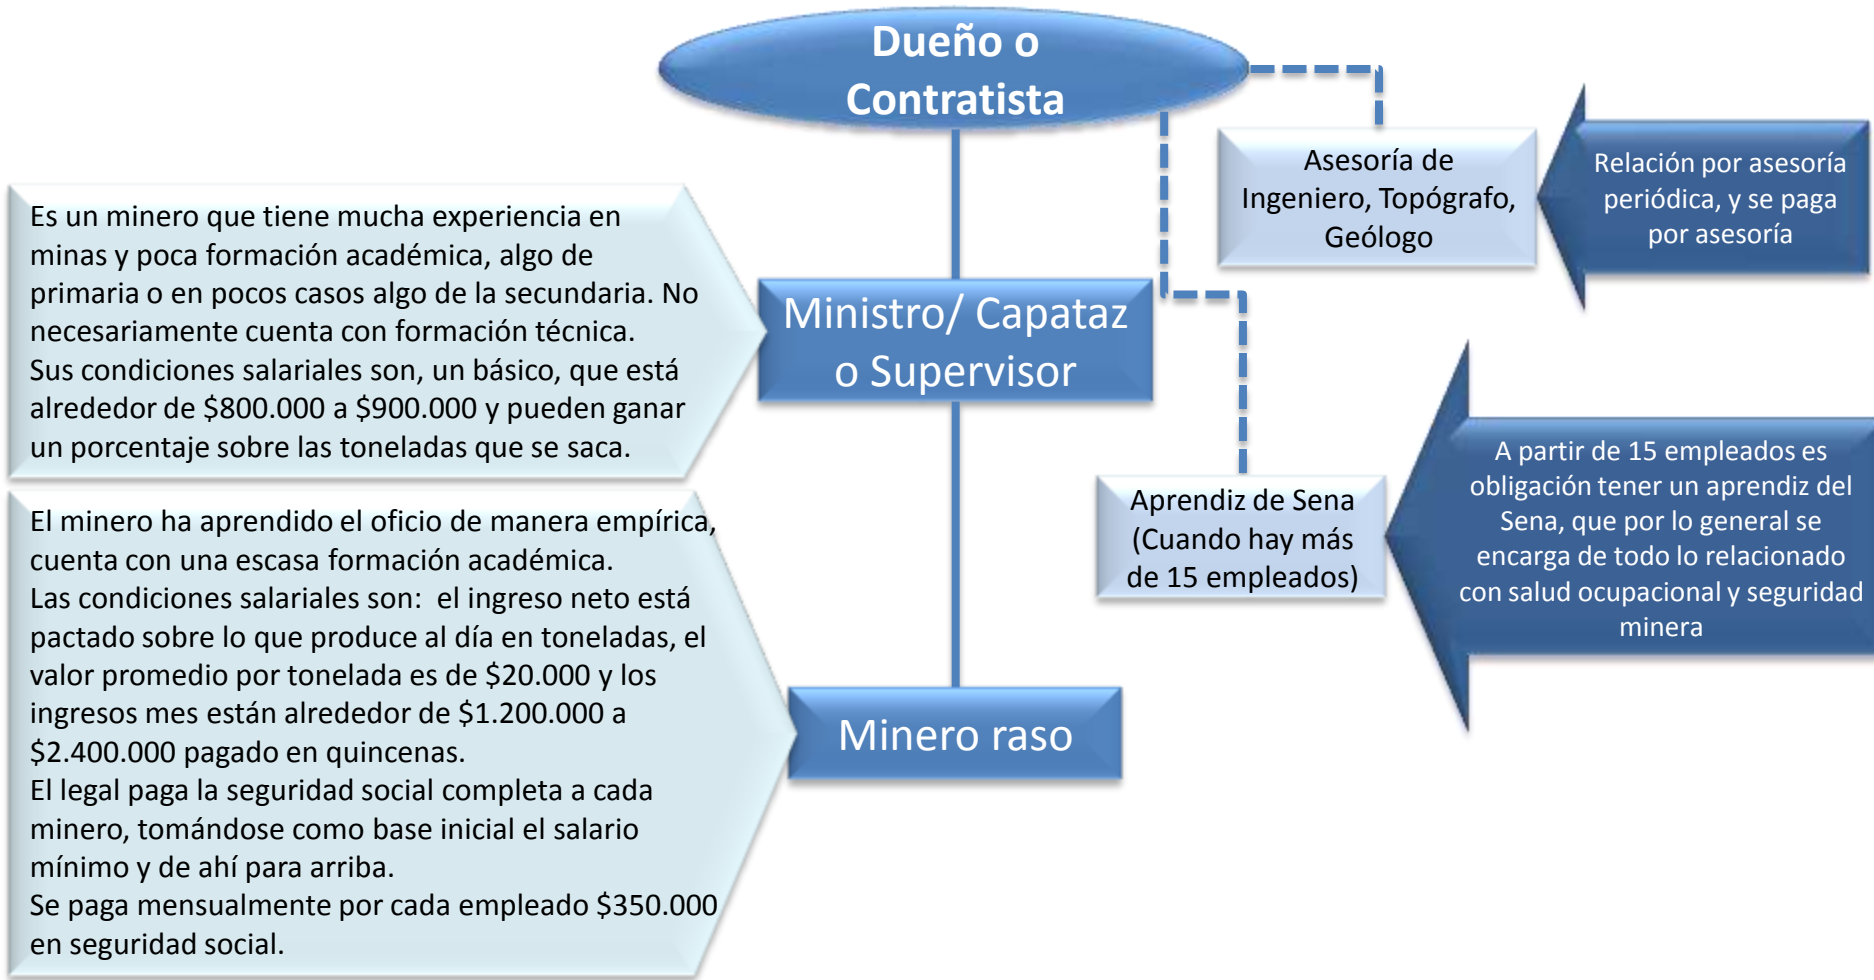 Dueño o
Contratista
Asesoría de
Ingeniero, Topógrafo,
Geólogo
Relación por asesoría
periódica, y se paga
por asesoría
Es un minero que tiene mucha experiencia en
minas y poca formación académica, algo de
primaria o en pocos casos algo de la secundaria. No
necesariamente cuenta con formación técnica.
Sus condiciones salariales son, un básico, que está
alrededor de $800.000 a $900.000 y pueden ganar
un porcentaje sobre las toneladas que se saca.
Ministro/ Capataz
o Supervisor
Aprendiz de Sena
(Cuando hay más
de 15 empleados)
A partir de 15 empleados es
obligación tener un aprendiz del
Sena, que por lo general se
encarga de todo lo relacionado
con salud ocupacional y seguridad
minera
El minero ha aprendido el oficio de manera empírica,
cuenta con una escasa formación académica.
Las condiciones salariales son:  el ingreso neto está
pactado sobre lo que produce al día en toneladas, el
valor promedio por tonelada es de $20.000 y los
ingresos mes están alrededor de $1.200.000 a
$2.400.000 pagado en quincenas.
El legal paga la seguridad social completa a cada
minero, tomándose como base inicial el salario
mínimo y de ahí para arriba.
Se paga mensualmente por cada empleado $350.000
en seguridad social.
Minero raso